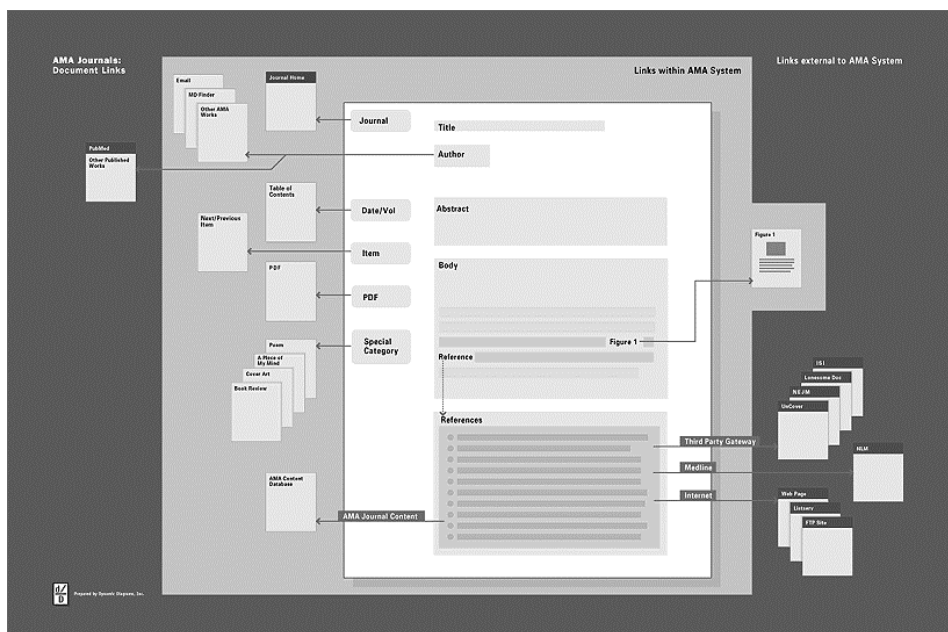 AMA Journals:
Document Links
Links within AMA System
Links external to AMA System
Email
MD Finder
Other AMA
Works
Journal Home
PubMed
Other Published
Works
Journal
Title
Author
Table of
Contents
Date/Vol
Abstract
Next/Previous
Item
Item
Figure 1
Body
PDF
PDF
Special
Category
Poem
A Piece of
My Mind
Cover Art
Book Review
Figure 1
Reference
References
ISI
Lonesome Doc
NEJM
UnCover
Third Party Gateway
Medline
NLM
Internet
Web Page
Listserv
FTP Site
AMA Content
Database
AMA Journal Content
d/
D
Prepared by Dynamic Diagrams, Inc.